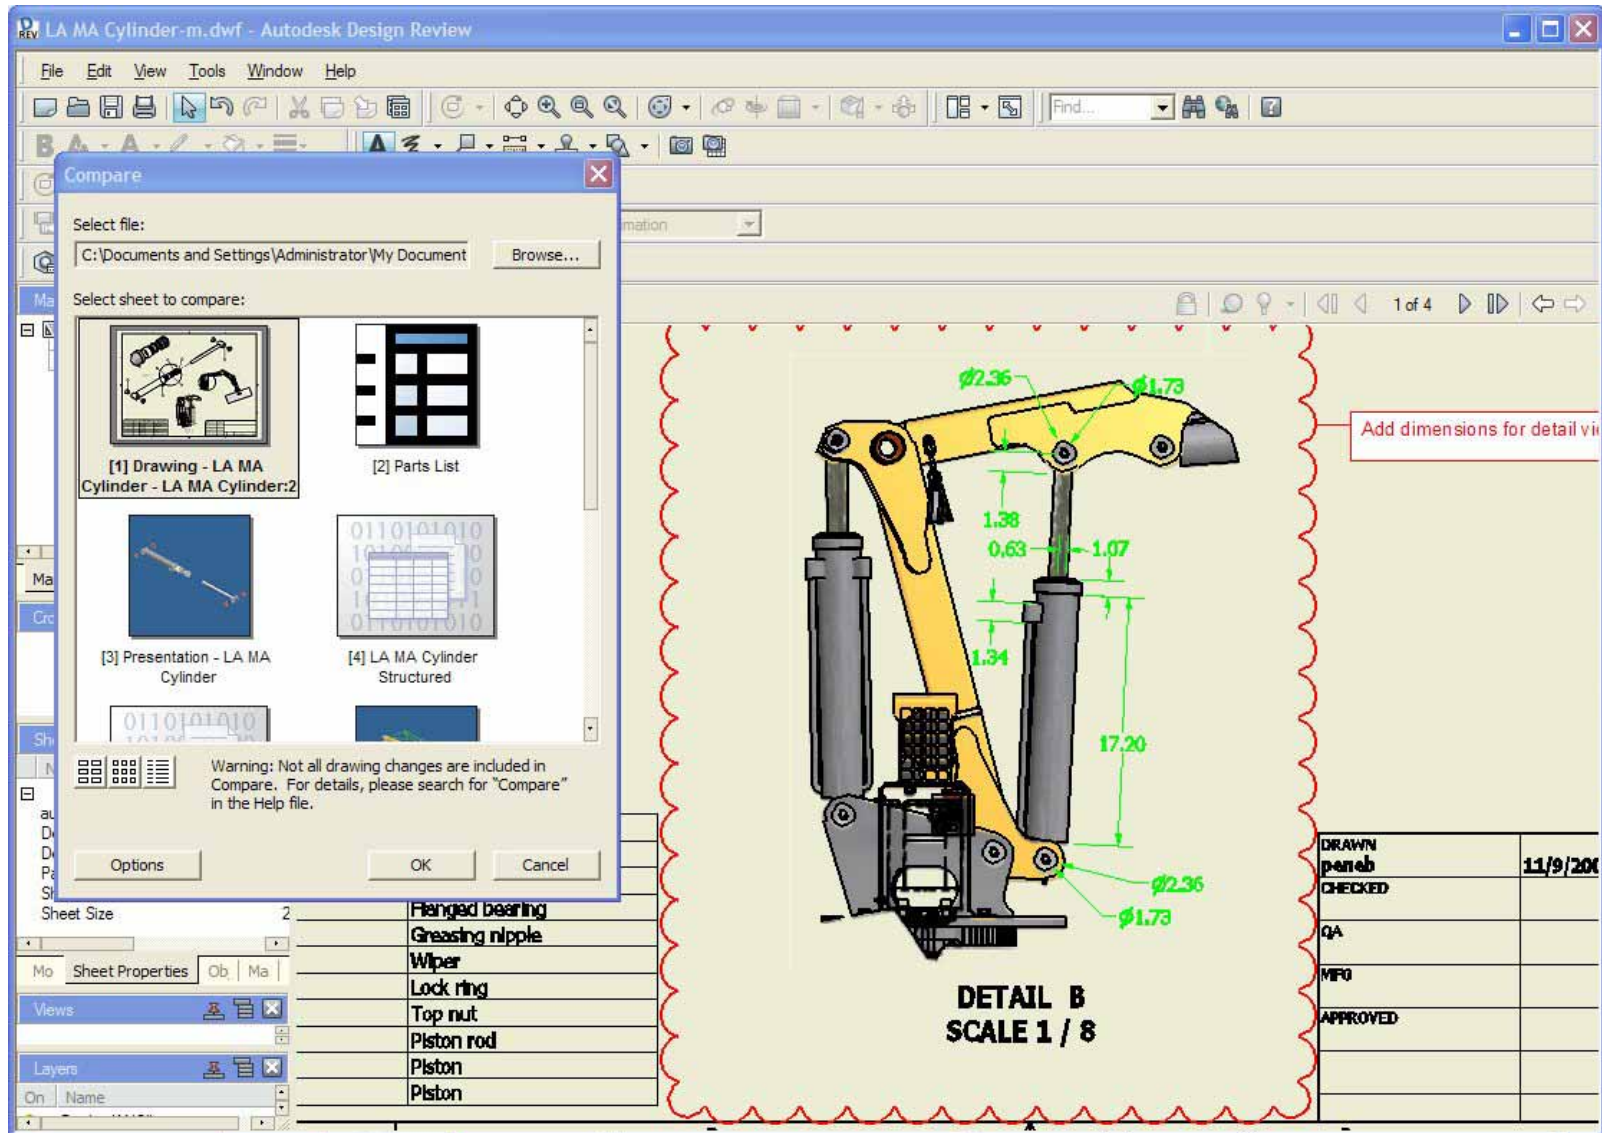 LA MA Cylinder-m.dwf - Autodesk Design Review
File Edit View Tools Window Help
Find...
Compare
Select file:
C:\Documents and Settings\Administrator\My Document
Browse...
Select sheet to compare:
[1] Drawing - LA MA
Cylinder - LA MA Cylinder:2
[2] Parts List
[3] Presentation - LA MA
Cylinder
[4] LA MA Cylinder
Structured
Warning: Not all drawing changes are included in
Compare. For details, please search for "Compare"
in the Help file.
Options
OK
Cancel
1 of 4
Ø2.36
Ø1.73
Add dimensions for detail
1.38
0.63
1.07
1.34
17.20
Ø2.36
Ø1.73
DETAIL B
SCALE 1 / 8
DRAWN
CHECKED
QA
MFG
APPROVED
Sheet Size 2
Mo Sheet Properties Ob Ma
Views
Layers
On Name
Flanged bearing
Greasing nipple
Wiper
Lock ring
Top nut
Piston rod
Piston
Piston